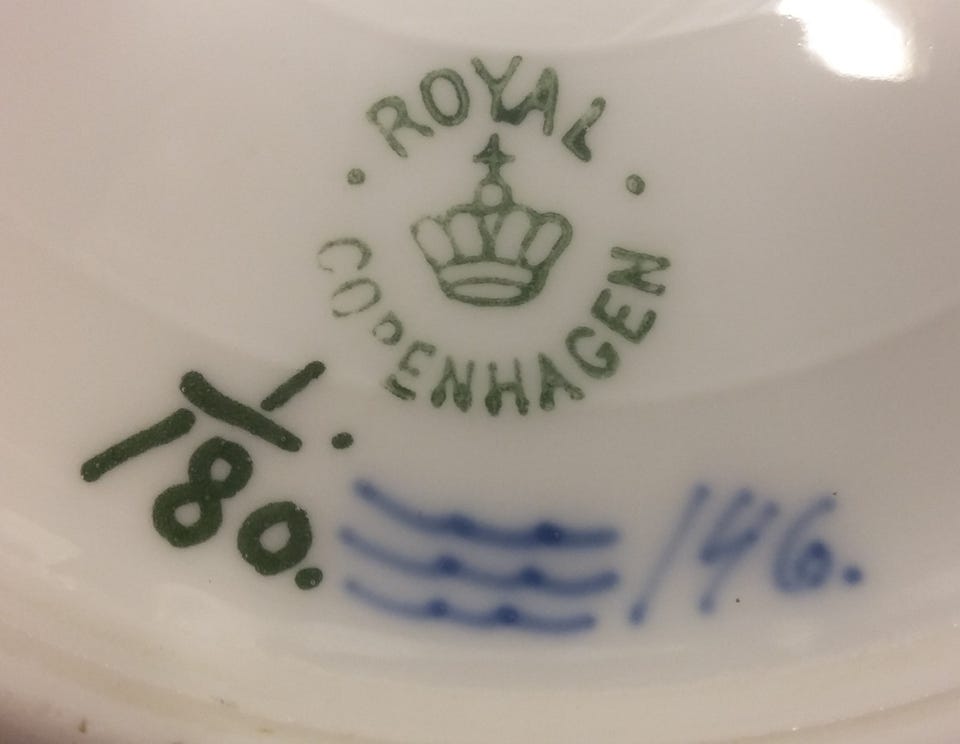 ROYAL
COPENHAGEN
1/180.
146.